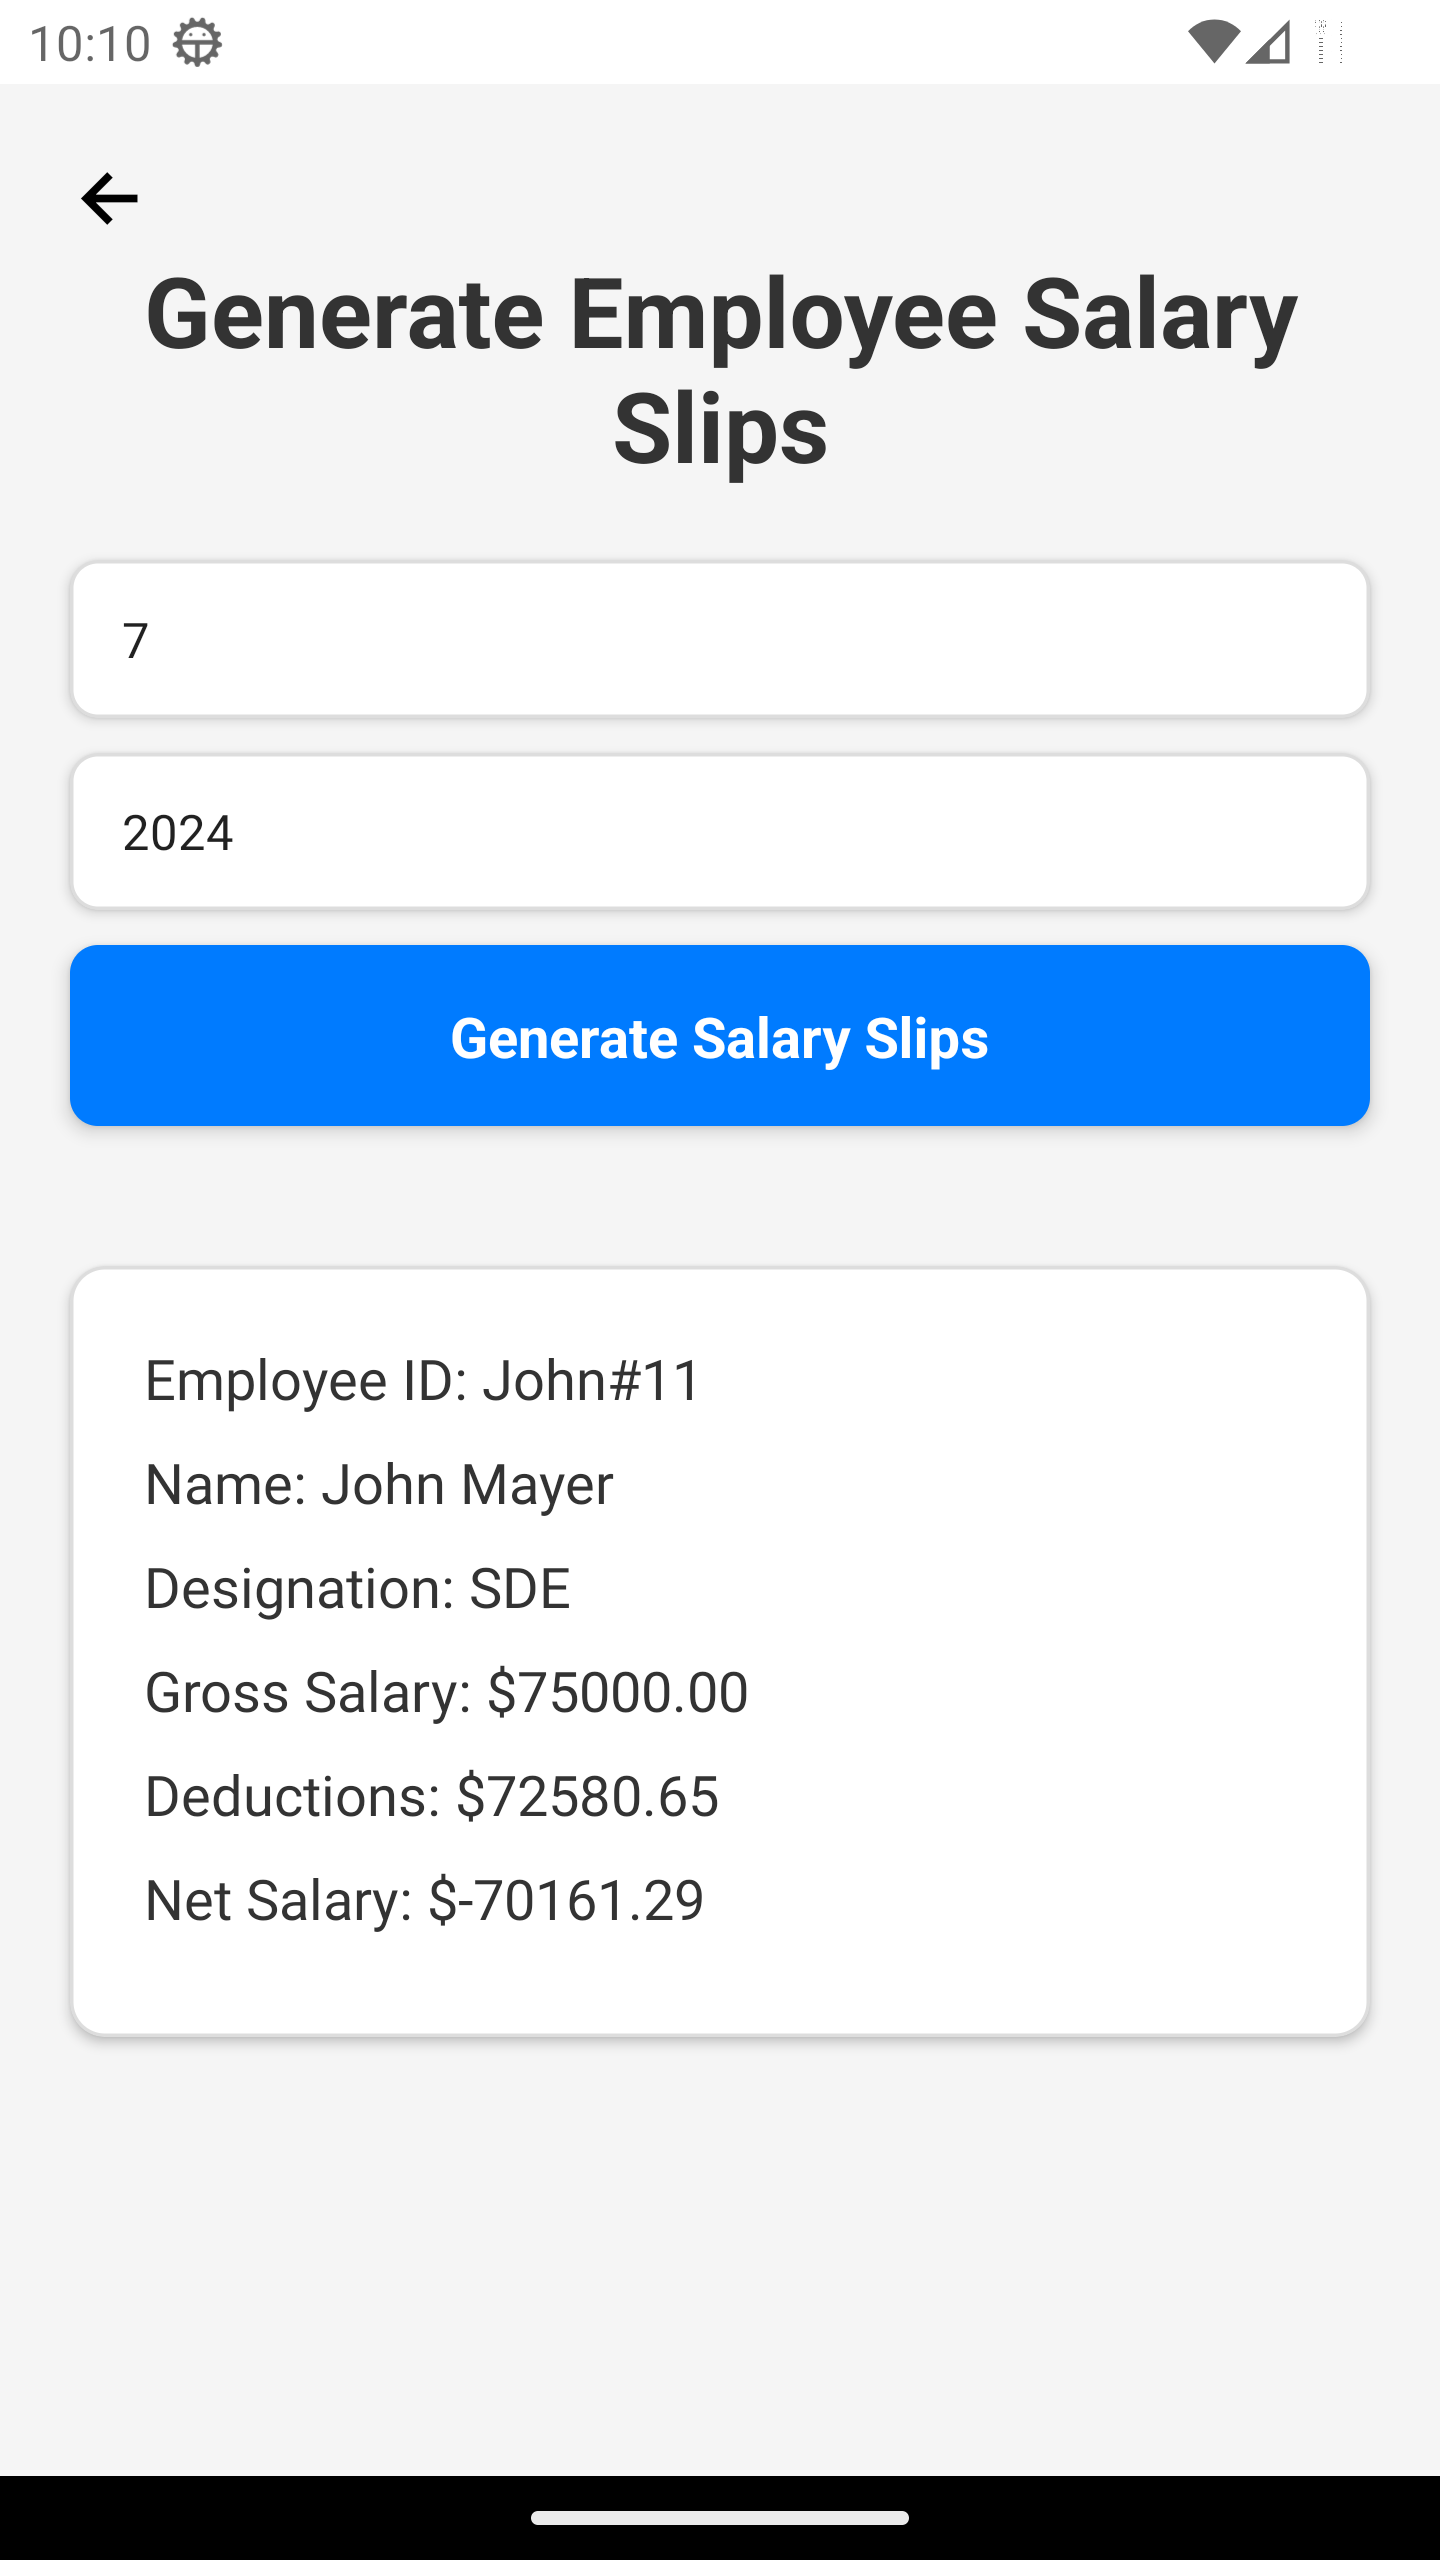 10:10
Generate Employee Salary
Slips
7
2024
Generate Salary Slips
Employee ID: John#11
Name: John Mayer
Designation: SDE
Gross Salary: $75000.00
Deductions: $72580.65
Net Salary: $-70161.29